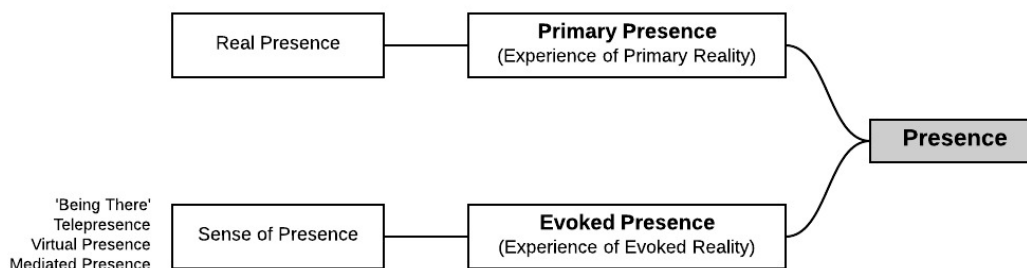 Real Presence
Primary Presence
(Experience of Primary Reality)
Presence
'Being There'
Telepresence
Virtual Presence
Mediated Presence
Sense of Presence
Evoked Presence
(Experience of Evoked Reality)